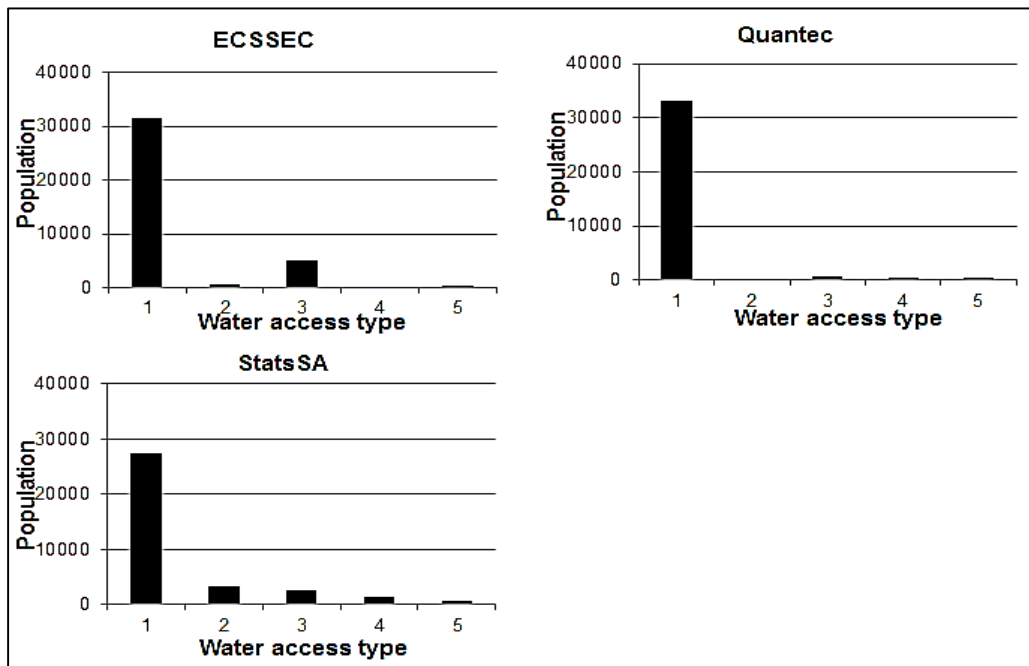 ECSSEC
40000
30000
20000
10000
0
Population
1 2 3 4 5
Water access type
Quantec
40000
30000
20000
10000
0
Population
1 2 3 4 5
Water access type
StatsSA
40000
30000
20000
10000
0
Population
1 2 3 4 5
Water access type